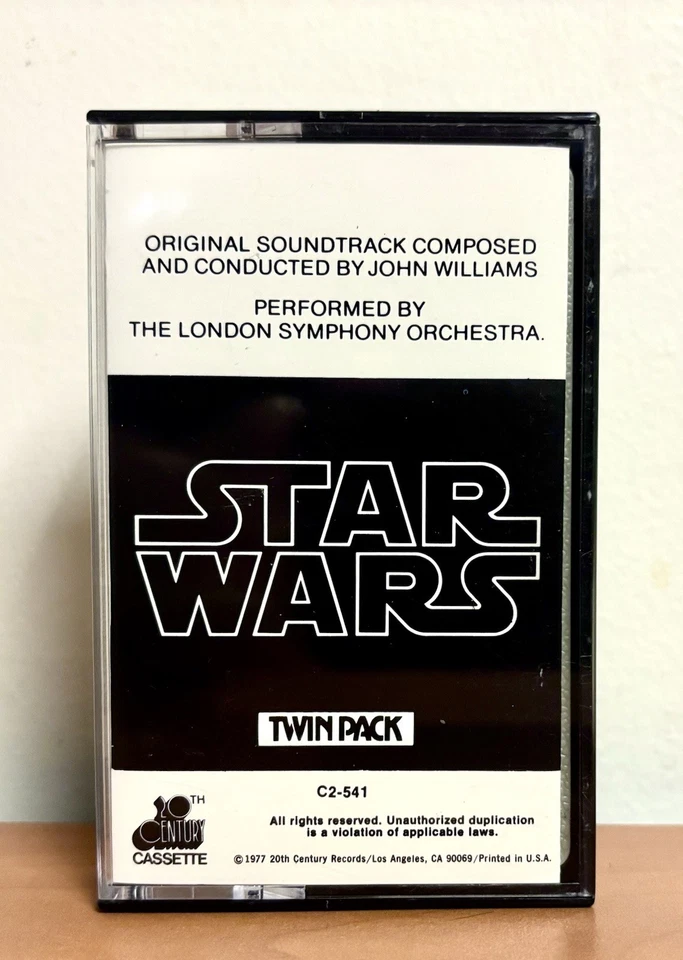 ORIGINAL SOUNDTRACK COMPOSED
AND CONDUCTED BY JOHN WILLIAMS
PERFORMED BY
THE LONDON SYMPHONY ORCHESTRA.
STAR
WARS
TWIN PACK
C2-541
20TH
CENTURY
CASSETTE
All rights reserved. Unauthorized duplication
is a violation of applicable laws.
©1977 20th Century Records/Los Angeles, CA 90069/Printed in U.S.A.